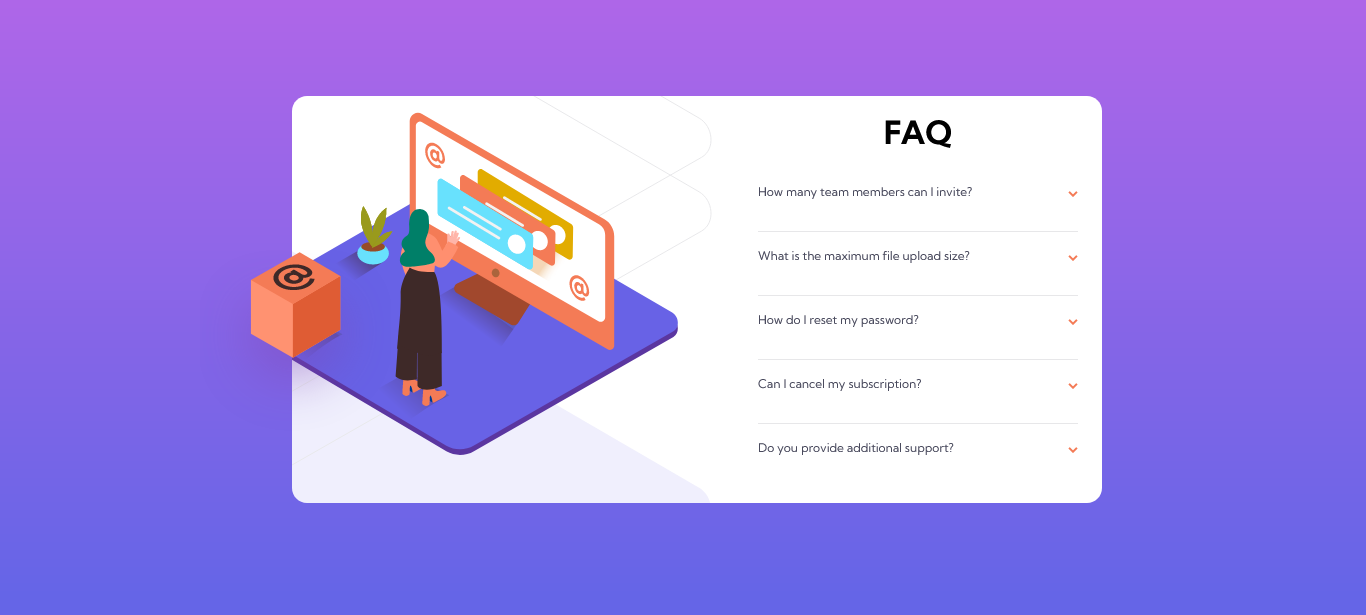 @
@
@
FAQ
How many team members can I invite?
What is the maximum file upload size?
How do I reset my password?
Can I cancel my subscription?
Do you provide additional support?